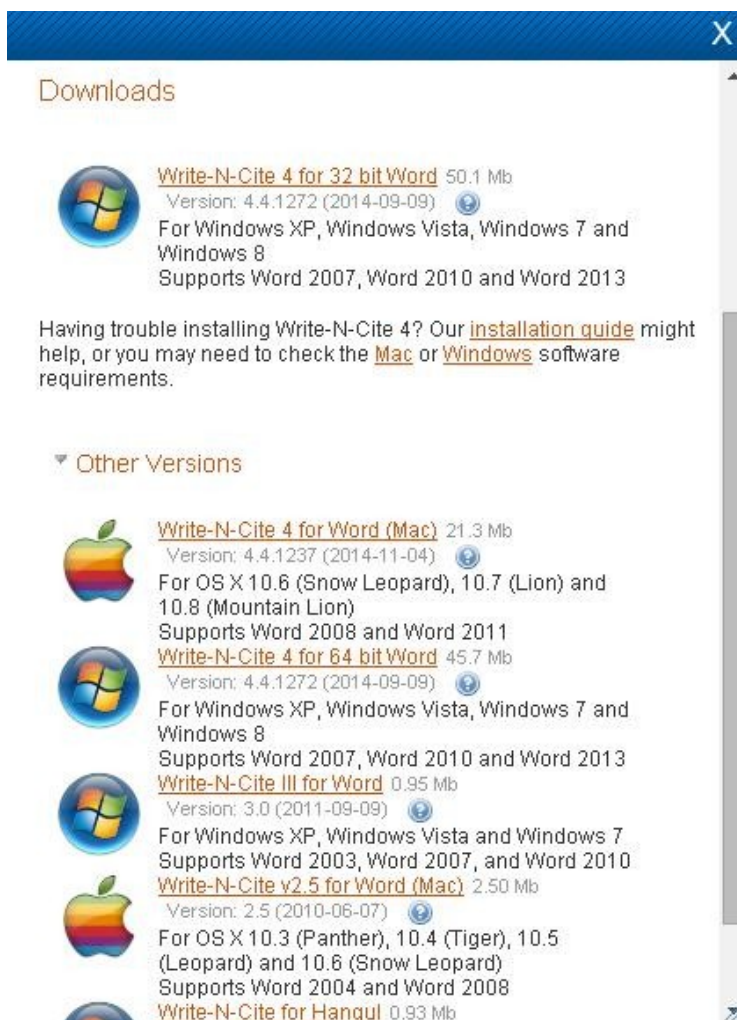 X
Downloads
Write-N-Cite 4 for 32 bit Word 50.1 Mb
Version: 4.4.1272 (2014-09-09) ?
For Windows XP, Windows Vista, Windows 7 and
Windows 8
Supports Word 2007, Word 2010 and Word 2013
Having trouble installing Write-N-Cite 4? Our installation guide might
help, or you may need to check the Mac or Windows software
requirements.
Other Versions
Write-N-Cite 4 for Word (Mac) 21.3 Mb
Version: 4.4.1237 (2014-11-04) ?
For OS X 10.6 (Snow Leopard), 10.7 (Lion) and
10.8 (Mountain Lion)
Supports Word 2008 and Word 2011
Write-N-Cite 4 for 64 bit Word 45.7 Mb
Version: 4.4.1272 (2014-09-09) ?
For Windows XP, Windows Vista, Windows 7 and
Windows 8
Supports Word 2007, Word 2010 and Word 2013
Write-N-Cite III for Word 0.95 Mb
Version: 3.0 (2011-09-09) ?
For Windows XP, Windows Vista and Windows 7
Supports Word 2003, Word 2007, and Word 2010
Write-N-Cite v2.5 for Word (Mac) 2.50 Mb
Version: 2.5 (2010-06-07) ?
For OS X 10.3 (Panther), 10.4 (Tiger), 10.5
(Leopard) and 10.6 (Snow Leopard)
Supports Word 2004 and Word 2008
Write-N-Cite for Hangul 0.93 Mb